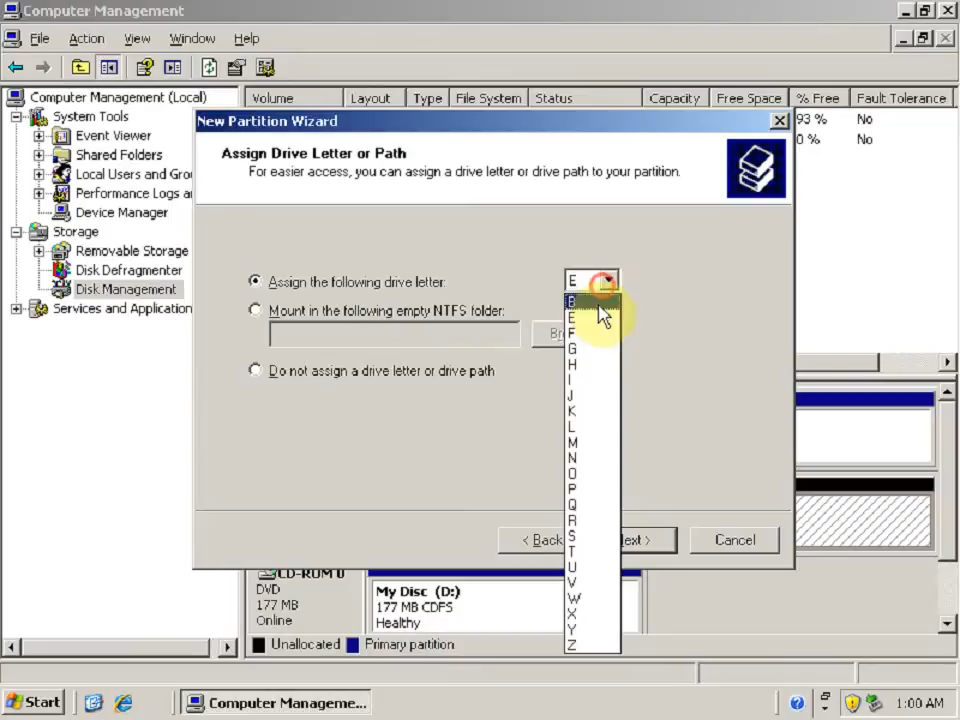 Computer Management
File Action View Window Help
Computer Management (Local)
System Tools
Event Viewer
Shared Folders
Local Users and Gro
Performance Logs a
Device Manager
Storage
Removable Storage
Disk Defragmenter
Disk Management
Services and Application
Volume Layout Type File System Status Capacity Free Space % Free Fault Tolerance
93 % No
0 % No
New Partition Wizard
Assign Drive Letter or Path
For easier access, you can assign a drive letter or drive path to your partition.
Assign the following drive letter: E
Mount in the following empty NTFS folder:
Do not assign a drive letter or drive path
B
E
F
G
H
I
J
K
L
M
N
O
P
Q
R
S
T
U
V
W
X
Y
Z
< Back ext > Cancel
CD-ROM 0
DVD
177 MB
Online
My Disc (D:)
177 MB CDFS
Healthy
Unallocated Primary partition
Start Computer Manageme... 1:00 AM